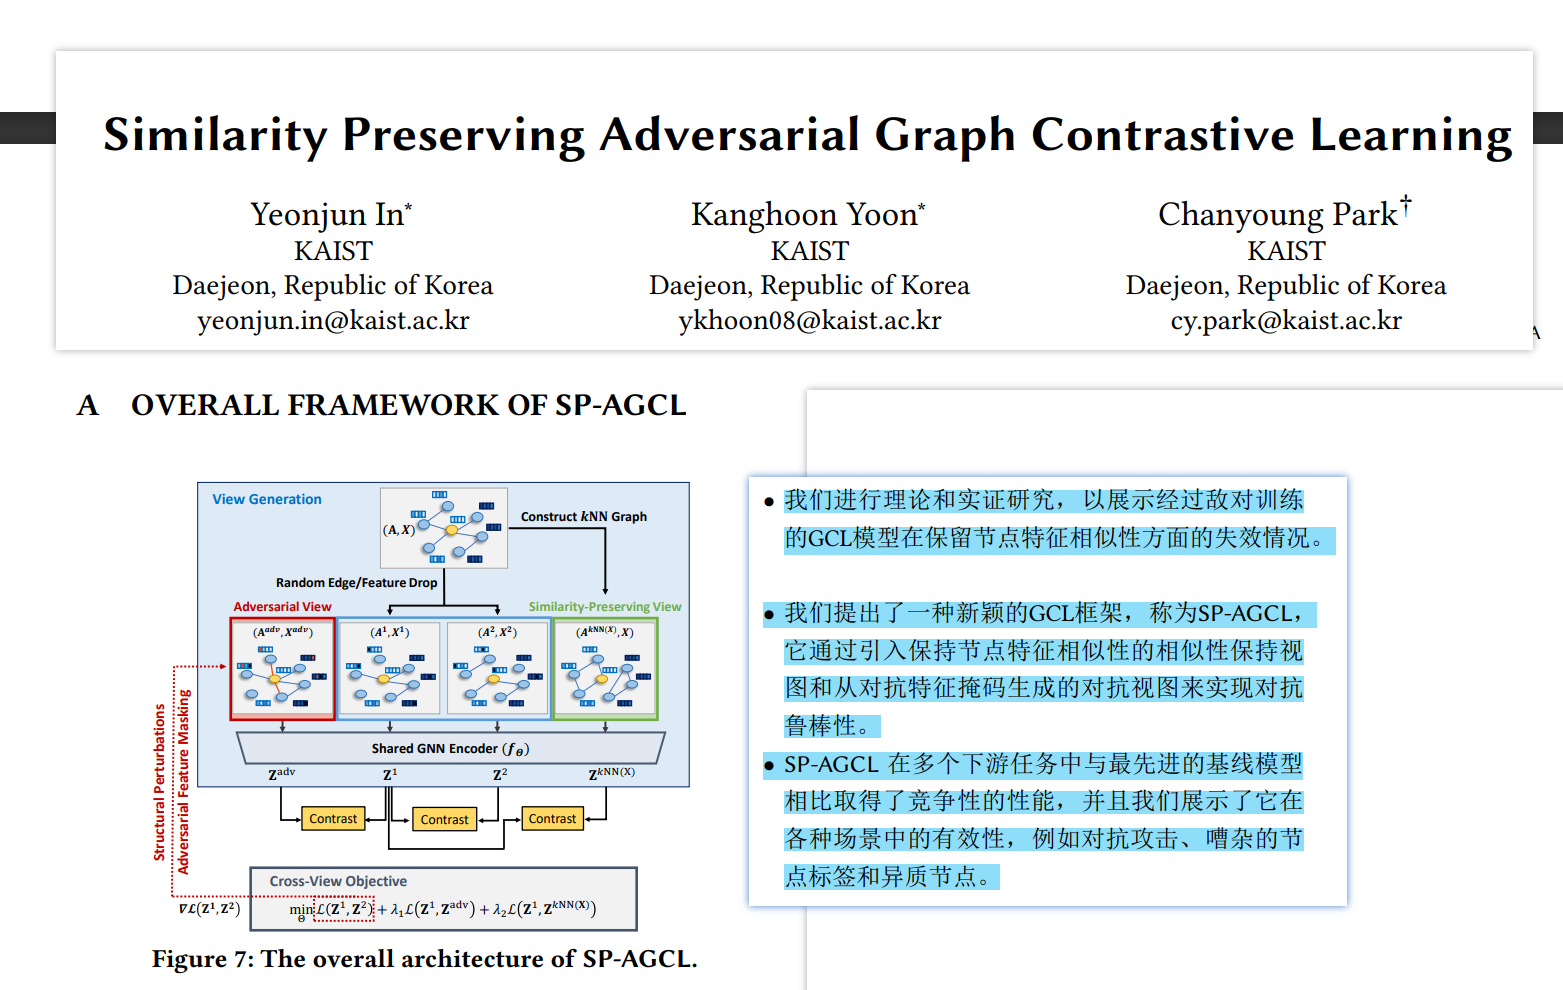 Similarity Preserving Adversarial Graph Contrastive Learning
Yeonjun In*
KAIST
Daejeon, Republic of Korea
yeonjun.in@kaist.ac.kr
Kanghoon Yoon*
KAIST
Daejeon, Republic of Korea
ykhoon08@kaist.ac.kr
Chanyoung Park†
KAIST
Daejeon, Republic of Korea
cy.park@kaist.ac.kr
A
A OVERALL FRAMEWORK OF SP-AGCL
View Generation
(A, X)
Construct kNN Graph
Random Edge/Feature Drop
Adversarial View
Similarity-Preserving View
(A^adv, X^adv)
(A^1, X^1)
(A^2, X^2)
(A^kNN(X), X)
Shared GNN Encoder (f_θ)
Z^adv
Z^1
Z^2
Z^kNN(X)
Contrast
Contrast
Contrast
Structural Perturbations
Adversarial Feature Masking
Cross-View Objective
∇ℒ(Z^1, Z^2)
min_Θ ℒ(Z^1, Z^2) + λ_1ℒ(Z^1, Z^adv) + λ_2ℒ(Z^1, Z^kNN(X))
Figure 7: The overall architecture of SP-AGCL.
● 我们进行理论和实证研究，以展示经过敌对训练
的GCL模型在保留节点特征相似性方面的失效情况。
● 我们提出了一种新颖的GCL框架，称为SP-AGCL，
它通过引入保持节点特征相似性的相似性保持视
图和从对抗特征掩码生成的对抗视图来实现对抗
鲁棒性。
● SP-AGCL 在多个下游任务中与最先进的基线模型
相比取得了竞争性的性能，并且我们展示了它在
各种场景中的有效性，例如对抗攻击、嘈杂的节
点标签和异质节点。